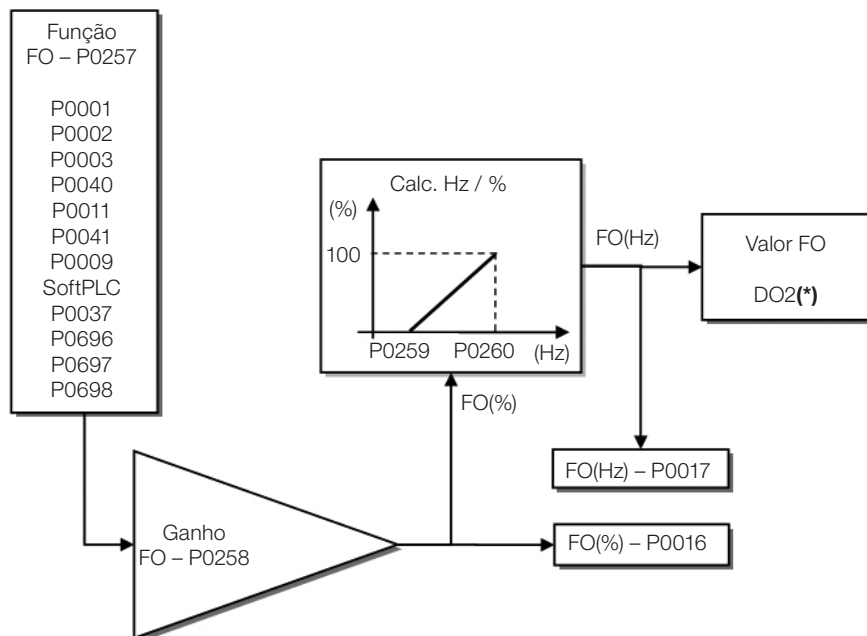 Função
FO – P0257
P0001
P0002
P0003
P0040
P0011
P0041
P0009
SoftPLC
P0037
P0696
P0697
P0698
Ganho
FO – P0258
Calc. Hz / %
(%)
100
P0259 P0260 (Hz)
FO(%)
FO(Hz)
Valor FO
DO2(*)
FO(Hz) – P0017
FO(%) – P0016